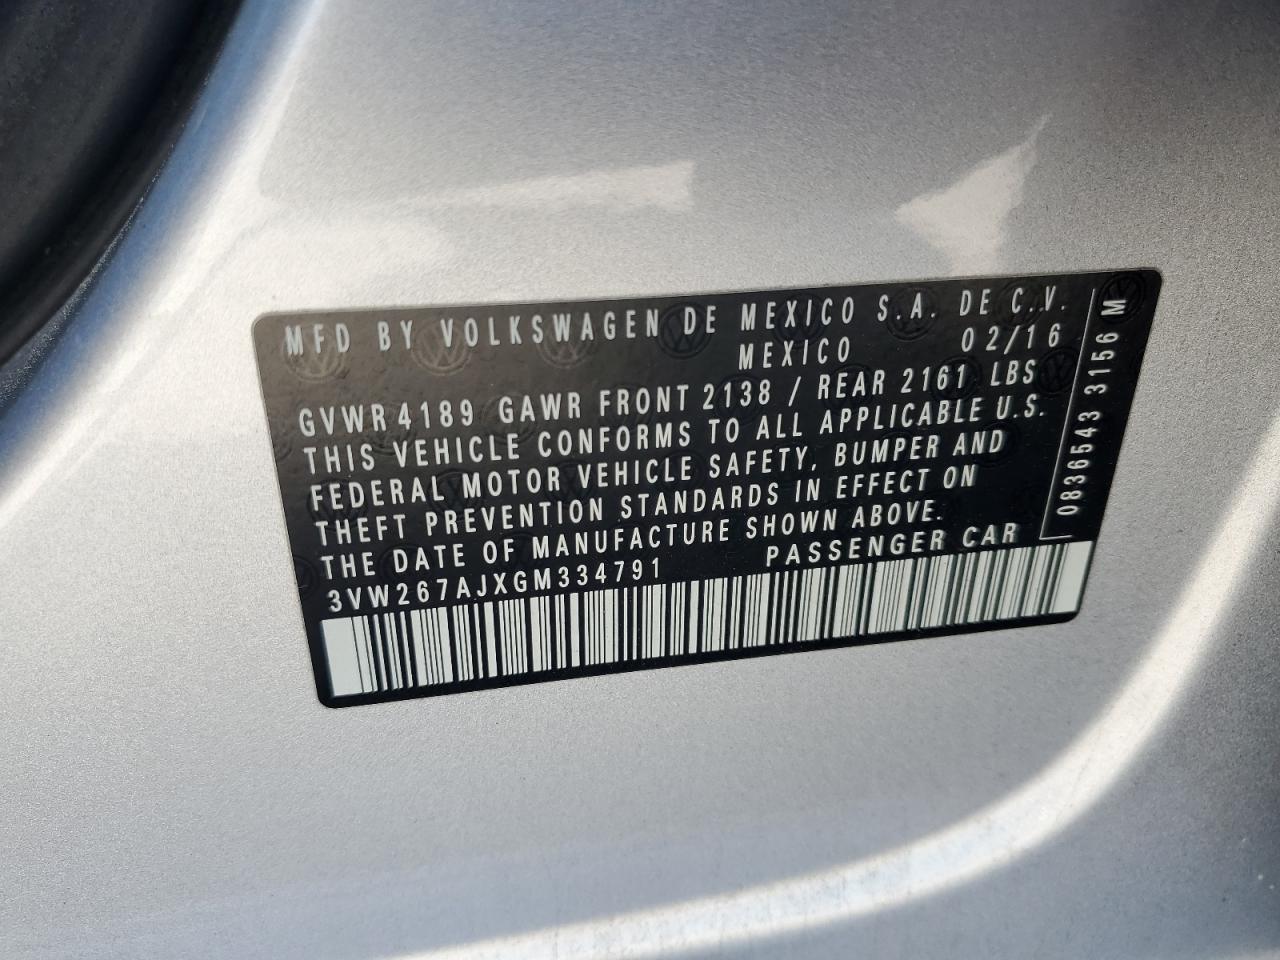 MFD BY VOLKSWAGEN DE MEXICO S.A. DE C.V.
MEXICO 02/16
GVWR 4189 GAWR FRONT 2138 / REAR 2161 LBS
THIS VEHICLE CONFORMS TO ALL APPLICABLE U.S.
FEDERAL MOTOR VEHICLE SAFETY, BUMPER AND
THEFT PREVENTION STANDARDS IN EFFECT ON
THE DATE OF MANUFACTURE SHOWN ABOVE.
3VW267AJXGM334791 PASSENGER CAR
0836543 3156 M